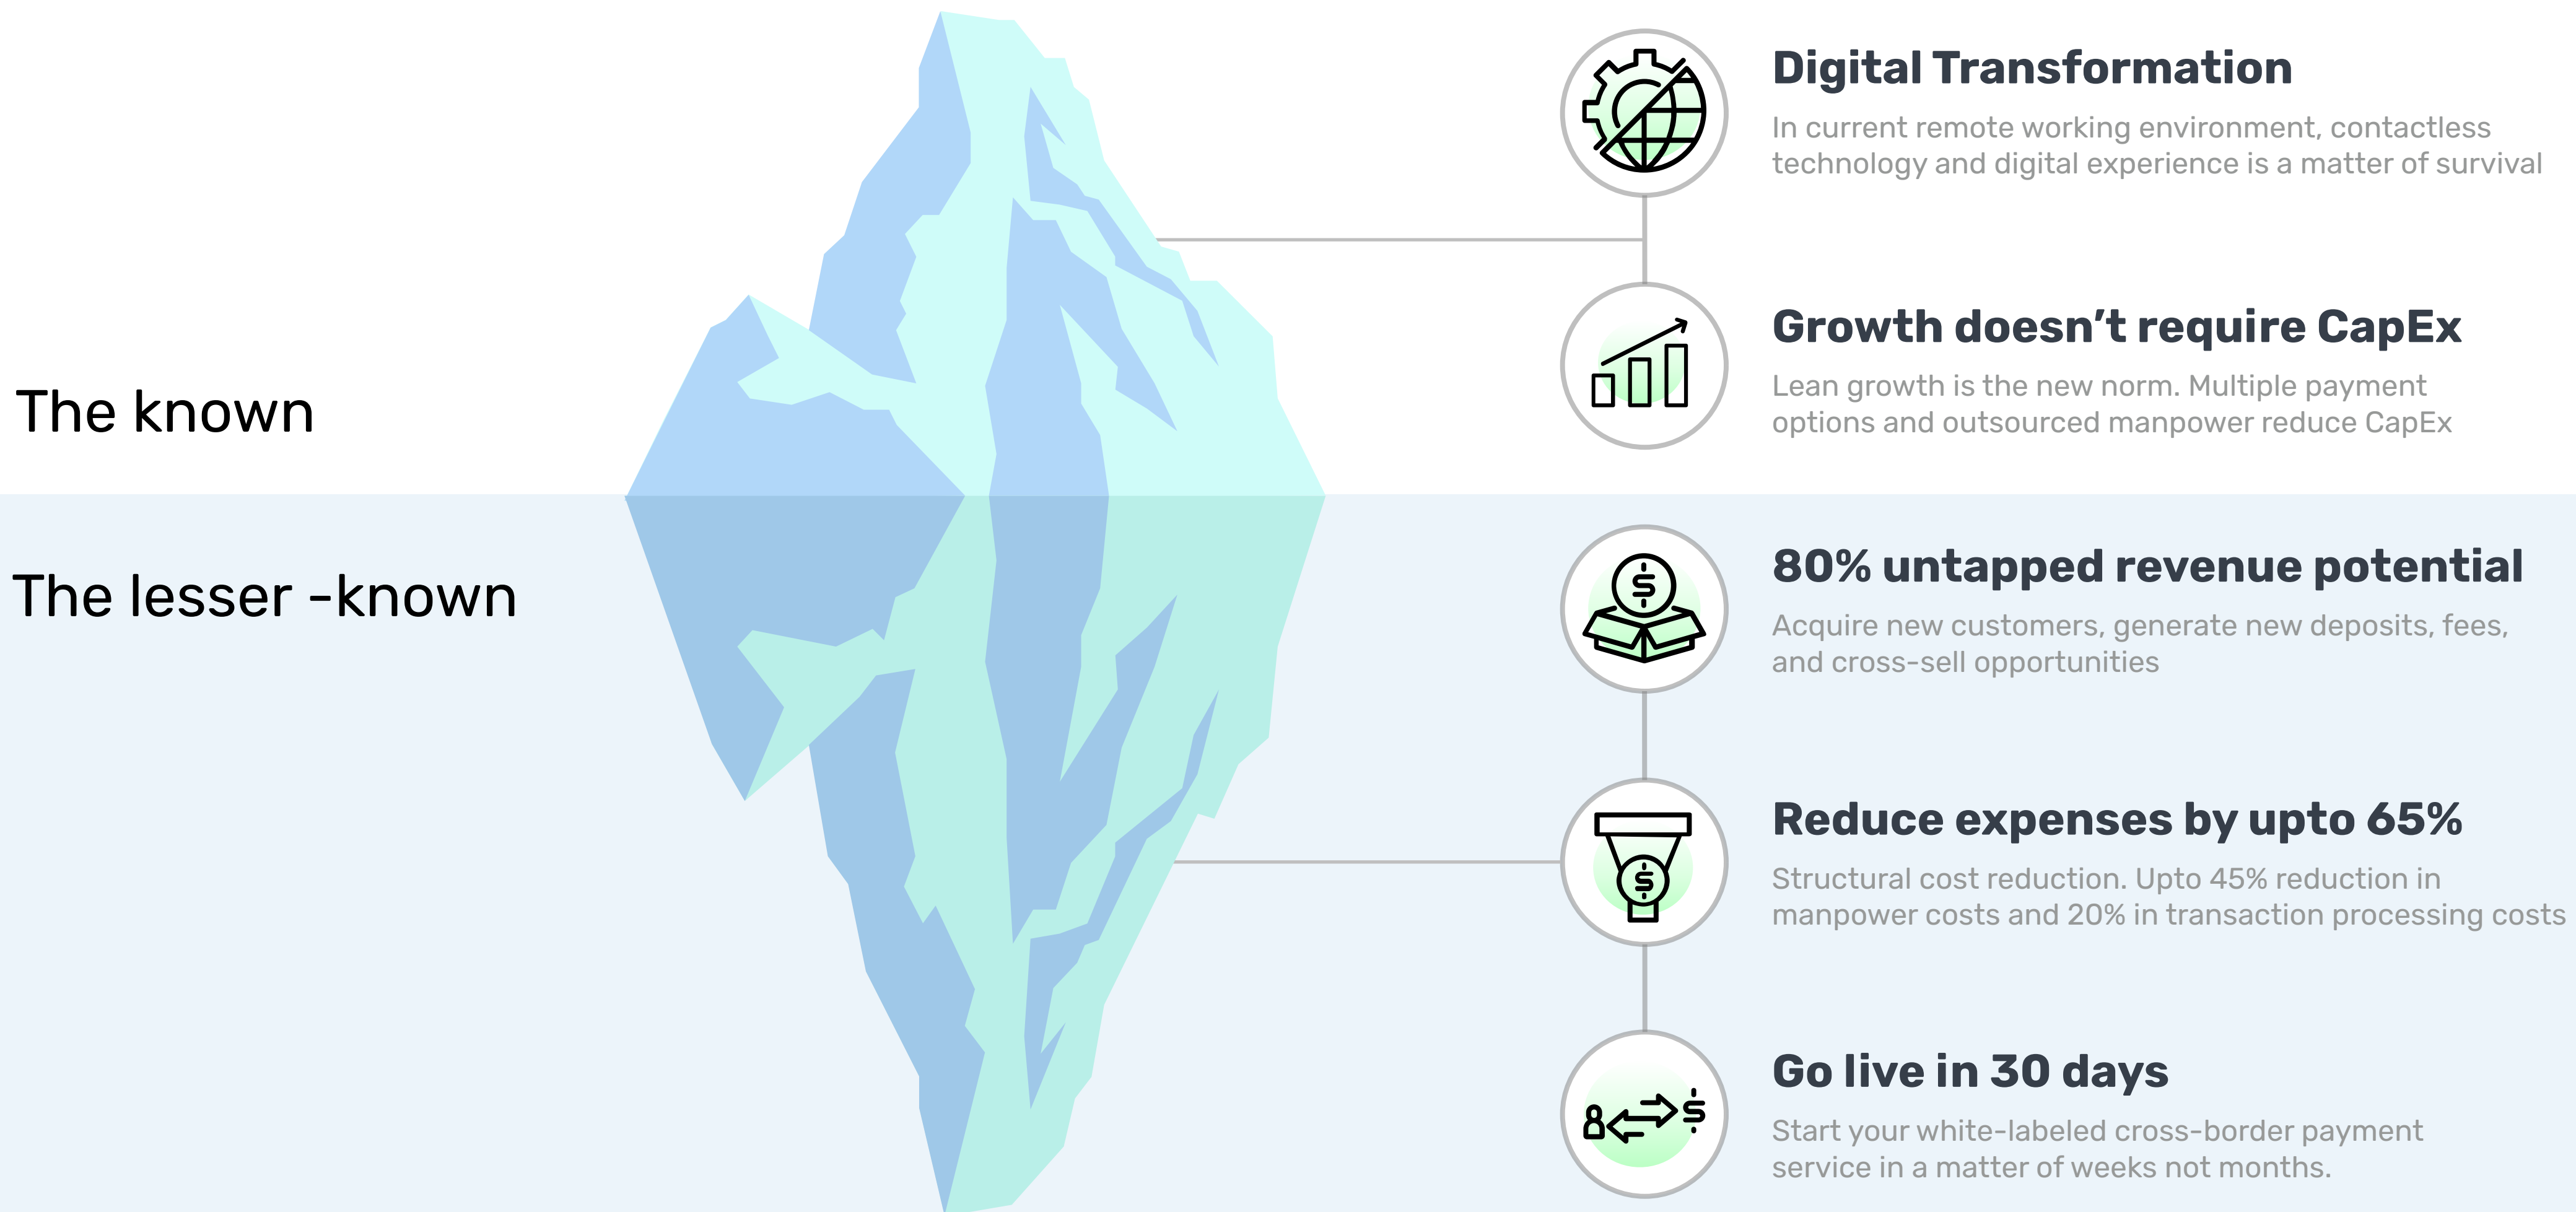 Digital Transformation
In current remote working environment, contactless
technology and digital experience is a matter of survival
Growth doesn’t require CapEx
Lean growth is the new norm. Multiple payment
options and outsourced manpower reduce CapEx
The known
The lesser -known
80% untapped revenue potential
Acquire new customers, generate new deposits, fees,
and cross-sell opportunities
Reduce expenses by upto 65%
Structural cost reduction. Upto 45% reduction in
manpower costs and 20% in transaction processing costs
Go live in 30 days
Start your white-labeled cross-border payment
service in a matter of weeks not months.